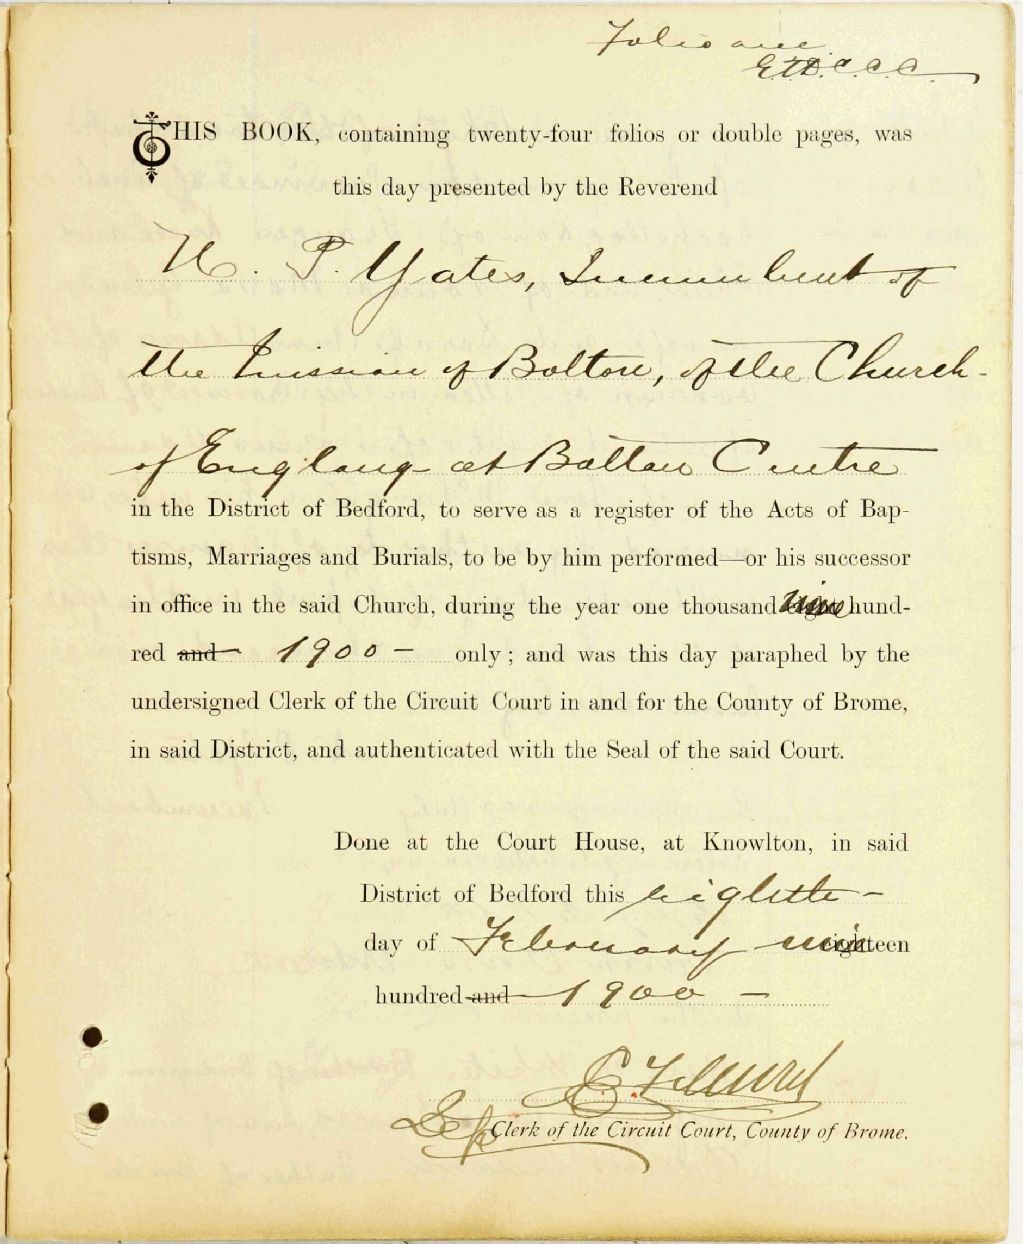 Folio one
D.C.C.C.
THIS BOOK, containing twenty-four folios or double pages, was
this day presented by the Reverend
W. P. Yates, Incumbent of
the Mission of Bolton, of the Church
of England at Bolton Centre
in the District of Bedford, to serve as a register of the Acts of Bap-
tisms, Marriages and Burials, to be by him performed—or his successor
in office in the said Church, during the year one thousand nine hund-
red and 1900 — only; and was this day paraphed by the
undersigned Clerk of the Circuit Court in and for the County of Brome,
in said District, and authenticated with the Seal of the said Court.
Done at the Court House, at Knowlton, in said
District of Bedford this eighth —
day of February nineteen
hundred and 1900 —
Dep Clerk of the Circuit Court, County of Brome.